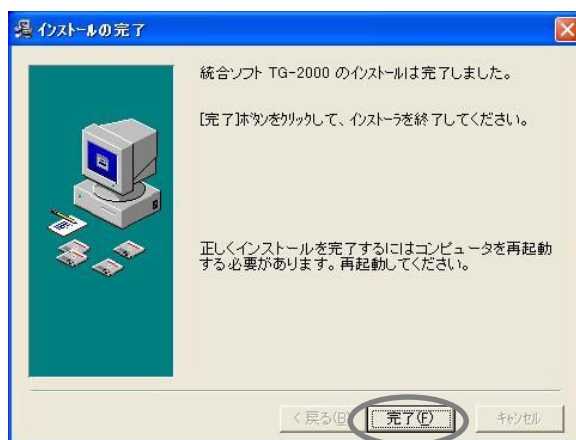 インストールの完了
統合ソフト TG-2000 のインストールは完了しました。
[完了]ボタンをクリックして、インストーラを終了してください。
正しくインストールを完了するにはコンピュータを再起動
する必要があります。再起動してください。
< 戻る(B)
完了(F)
キャンセル